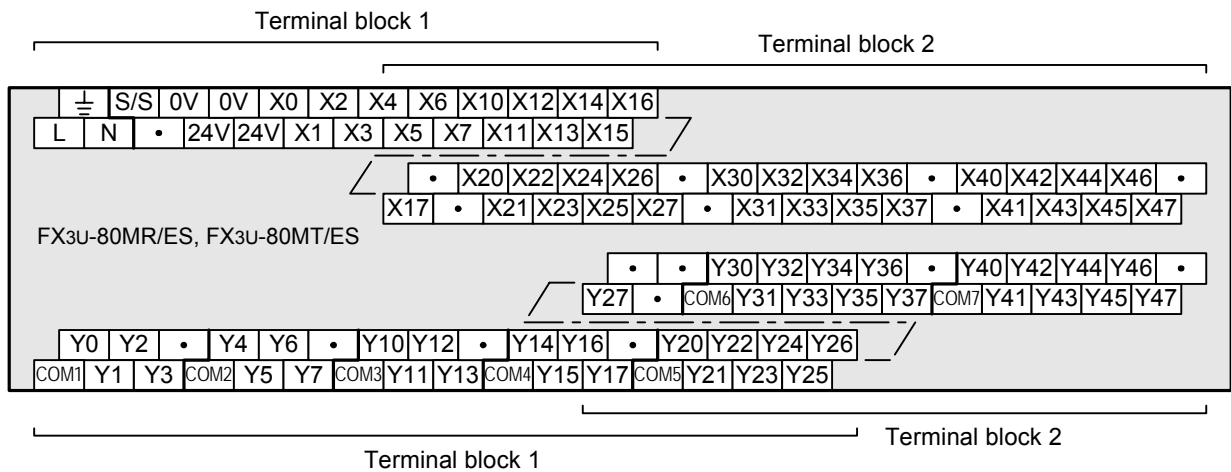 Terminal block 1
Terminal block 2
⏚ S/S 0V 0V X0 X2 X4 X6 X10 X12 X14 X16
L N • 24V 24V X1 X3 X5 X7 X11 X13 X15
• X20 X22 X24 X26 • X30 X32 X34 X36 • X40 X42 X44 X46 •
X17 • X21 X23 X25 X27 • X31 X33 X35 X37 • X41 X43 X45 X47
FX3U-80MR/ES, FX3U-80MT/ES
• • Y30 Y32 Y34 Y36 • Y40 Y42 Y44 Y46 •
Y27 • COM6 Y31 Y33 Y35 Y37 COM7 Y41 Y43 Y45 Y47
Y0 Y2 • Y4 Y6 • Y10 Y12 • Y14 Y16 • Y20 Y22 Y24 Y26
COM1 Y1 Y3 COM2 Y5 Y7 COM3 Y11 Y13 COM4 Y15 Y17 COM5 Y21 Y23 Y25
Terminal block 2
Terminal block 1